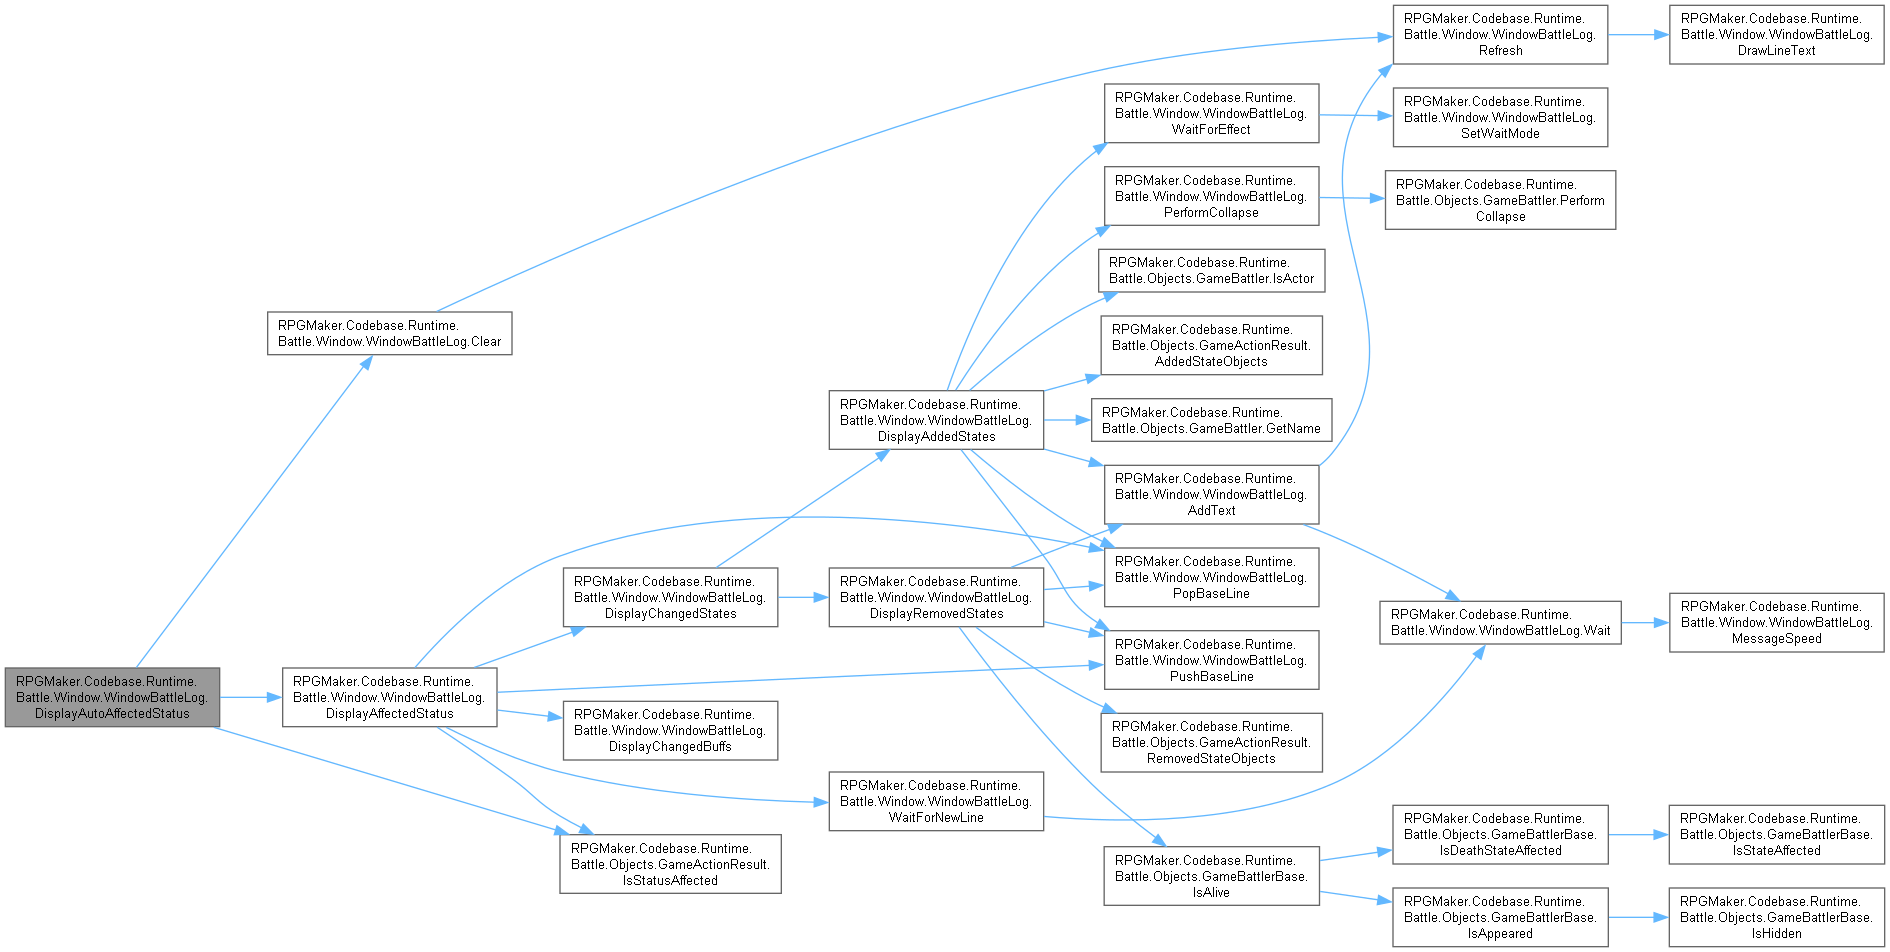 RPGMaker.Codebase.Runtime.
Battle.Window.WindowBattleLog.
DisplayAutoAffectedStatus
RPGMaker.Codebase.Runtime.
Battle.Window.WindowBattleLog.Clear
RPGMaker.Codebase.Runtime.
Battle.Window.WindowBattleLog.
DisplayAffectedStatus
RPGMaker.Codebase.Runtime.
Battle.Window.WindowBattleLog.
DisplayChangedStates
RPGMaker.Codebase.Runtime.
Battle.Window.WindowBattleLog.
DisplayChangedBuffs
RPGMaker.Codebase.Runtime.
Battle.Objects.GameActionResult.
IsStatusAffected
RPGMaker.Codebase.Runtime.
Battle.Window.WindowBattleLog.
DisplayAddedStates
RPGMaker.Codebase.Runtime.
Battle.Window.WindowBattleLog.
DisplayRemovedStates
RPGMaker.Codebase.Runtime.
Battle.Window.WindowBattleLog.
WaitForNewLine
RPGMaker.Codebase.Runtime.
Battle.Window.WindowBattleLog.
WaitForEffect
RPGMaker.Codebase.Runtime.
Battle.Window.WindowBattleLog.
PerformCollapse
RPGMaker.Codebase.Runtime.
Battle.Objects.GameBattler.IsActor
RPGMaker.Codebase.Runtime.
Battle.Objects.GameActionResult.
AddedStateObjects
RPGMaker.Codebase.Runtime.
Battle.Objects.GameBattler.GetName
RPGMaker.Codebase.Runtime.
Battle.Window.WindowBattleLog.
AddText
RPGMaker.Codebase.Runtime.
Battle.Window.WindowBattleLog.
PopBaseLine
RPGMaker.Codebase.Runtime.
Battle.Window.WindowBattleLog.
PushBaseLine
RPGMaker.Codebase.Runtime.
Battle.Objects.GameActionResult.
RemovedStateObjects
RPGMaker.Codebase.Runtime.
Battle.Objects.GameBattlerBase.
IsAlive
RPGMaker.Codebase.Runtime.
Battle.Window.WindowBattleLog.
Refresh
RPGMaker.Codebase.Runtime.
Battle.Window.WindowBattleLog.
SetWaitMode
RPGMaker.Codebase.Runtime.
Battle.Objects.GameBattler.Perform
Collapse
RPGMaker.Codebase.Runtime.
Battle.Window.WindowBattleLog.Wait
RPGMaker.Codebase.Runtime.
Battle.Objects.GameBattlerBase.
IsDeathStateAffected
RPGMaker.Codebase.Runtime.
Battle.Objects.GameBattlerBase.
IsAppeared
RPGMaker.Codebase.Runtime.
Battle.Window.WindowBattleLog.
DrawLineText
RPGMaker.Codebase.Runtime.
Battle.Window.WindowBattleLog.
MessageSpeed
RPGMaker.Codebase.Runtime.
Battle.Objects.GameBattlerBase.
IsStateAffected
RPGMaker.Codebase.Runtime.
Battle.Objects.GameBattlerBase.
IsHidden